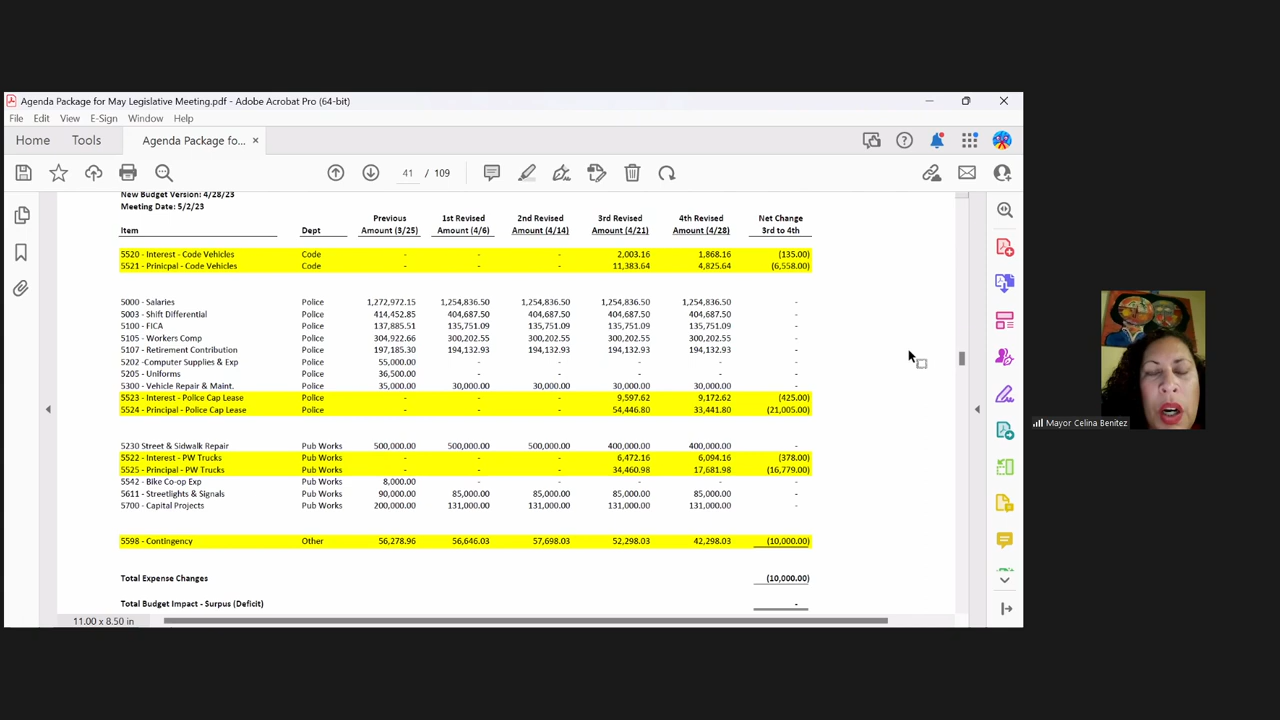 Agenda Package for May Legislative Meeting.pdf - Adobe Acrobat Pro (64-bit)
File Edit View E-Sign Window Help
Home Tools Agenda Package fo... ×
41 / 109
New Budget Version: 4/28/23
Meeting Date: 5/2/23
Previous 1st Revised 2nd Revised 3rd Revised 4th Revised Net Change
Item Dept Amount (3/25) Amount (4/6) Amount (4/14) Amount (4/21) Amount (4/28) 3rd to 4th
5520 - Interest - Code Vehicles Code - - - 2,003.16 1,868.16 (135.00)
5521 - Prinicpal - Code Vehicles Code - - - 11,383.64 4,825.64 (6,558.00)
5000 - Salaries Police 1,272,972.15 1,254,836.50 1,254,836.50 1,254,836.50 1,254,836.50 -
5003 - Shift Differential Police 414,452.85 404,687.50 404,687.50 404,687.50 404,687.50 -
5100 - FICA Police 137,885.51 135,751.09 135,751.09 135,751.09 135,751.09 -
5105 - Workers Comp Police 304,922.66 300,202.55 300,202.55 300,202.55 300,202.55 -
5107 - Retirement Contribution Police 197,185.30 194,132.93 194,132.93 194,132.93 194,132.93 -
5202 -Computer Supplies & Exp Police 55,000.00 - - - - -
5205 - Uniforms Police 36,500.00 - - - - -
5300 - Vehicle Repair & Maint. Police 35,000.00 30,000.00 30,000.00 30,000.00 30,000.00 -
5523 - Interest - Police Cap Lease Police - - - 9,597.62 9,172.62 (425.00)
5524 - Principal - Police Cap Lease Police - - - 54,446.80 33,441.80 (21,005.00)
5230 Street & Sidwalk Repair Pub Works 500,000.00 500,000.00 500,000.00 400,000.00 400,000.00 -
5522 - Interest - PW Trucks Pub Works - - - 6,472.16 6,094.16 (378.00)
5525 - Principal - PW Trucks Pub Works - - - 34,460.98 17,681.98 (16,779.00)
5542 - Bike Co-op Exp Pub Works 8,000.00 - - - - -
5611 - Streetlights & Signals Pub Works 90,000.00 85,000.00 85,000.00 85,000.00 85,000.00 -
5700 - Capital Projects Pub Works 200,000.00 131,000.00 131,000.00 131,000.00 131,000.00 -
5598 - Contingency Other 56,278.96 56,646.03 57,698.03 52,298.03 42,298.03 (10,000.00)
Total Expense Changes (10,000.00)
Total Budget Impact - Surpus (Deficit) -
11.00 x 8.50 in
Mayor Celina Benitez